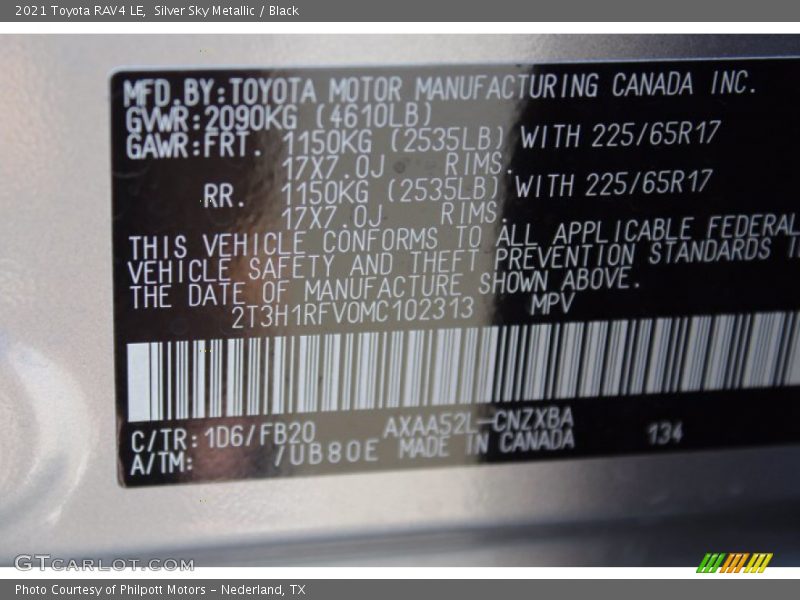 2021 Toyota RAV4 LE, Silver Sky Metallic / Black
MFD.BY:TOYOTA MOTOR MANUFACTURING CANADA INC.
GVWR:2090KG (4610LB)
GAWR:FRT. 1150KG (2535LB) WITH 225/65R17
17X7.0J RIMS.
RR. 1150KG (2535LB) WITH 225/65R17
17X7.0J RIMS.
THIS VEHICLE CONFORMS TO ALL APPLICABLE FEDERAL
VEHICLE SAFETY AND THEFT PREVENTION STANDARDS
THE DATE OF MANUFACTURE SHOWN ABOVE.
2T3H1RFV0MC102313 MPV
C/TR:1D6/FB20 AXAA52L-CNZXBA 134
A/TM: /UB80E MADE IN CANADA
GTCARLOT.COM
Photo Courtesy of Philpott Motors - Nederland, TX